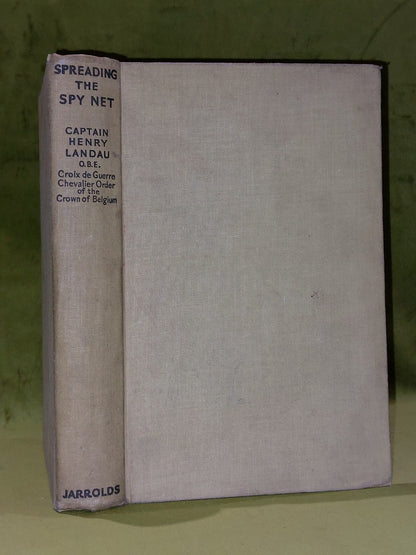 SPREADING
THE
SPY NET
CAPTAIN
HENRY
LANDAU
O.B.E.
Croix de Guerre
Chevalier Order
of the
Crown of Belgium
JARROLDS